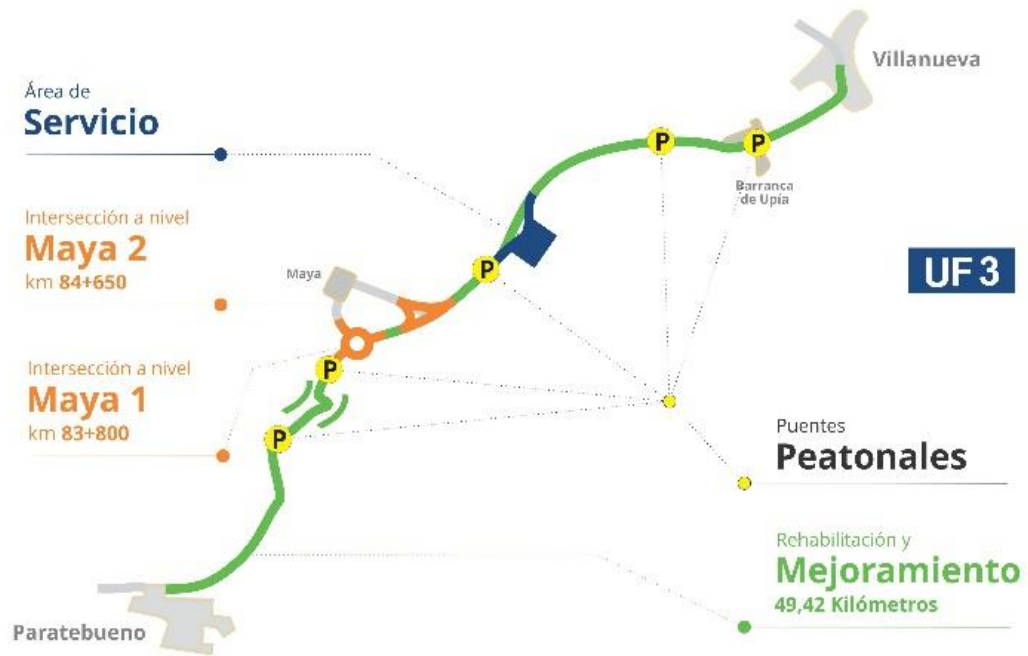 Villanueva
Área de
Servicio
P
P
Barranca
de Upía
Intersección a nivel
Maya 2
km 84+650
Maya
P
UF 3
Intersección a nivel
Maya 1
km 83+800
P
P
Puentes
Peatonales
Rehabilitación y
Mejoramiento
49,42 Kilómetros
Paratebueno